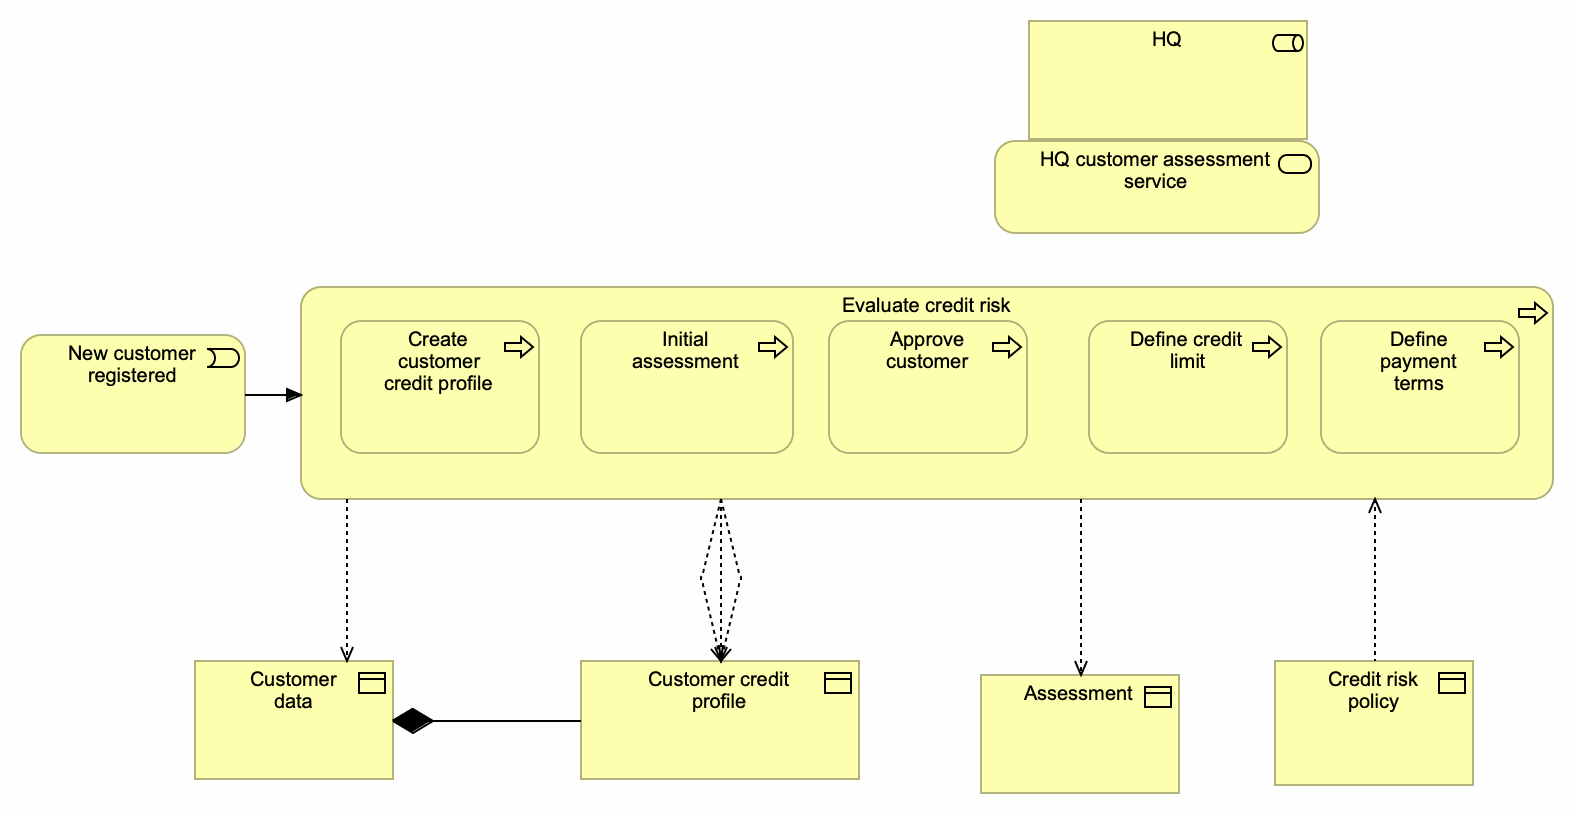 HQ
HQ customer assessment
service
Evaluate credit risk
New customer
registered
Create
customer
credit profile
Initial
assessment
Approve
customer
Define credit
limit
Define
payment
terms
Customer
data
Customer credit
profile
Assessment
Credit risk
policy